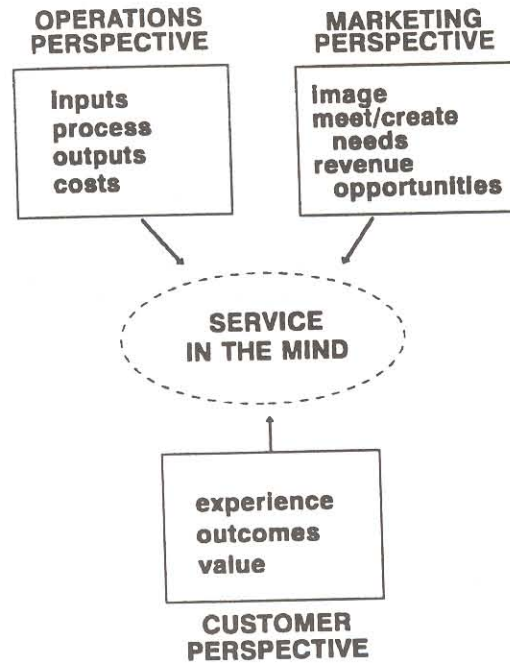 OPERATIONS
PERSPECTIVE
inputs
process
outputs
costs
MARKETING
PERSPECTIVE
image
meet/create
needs
revenue
opportunities
SERVICE
IN THE MIND
experience
outcomes
value
CUSTOMER
PERSPECTIVE